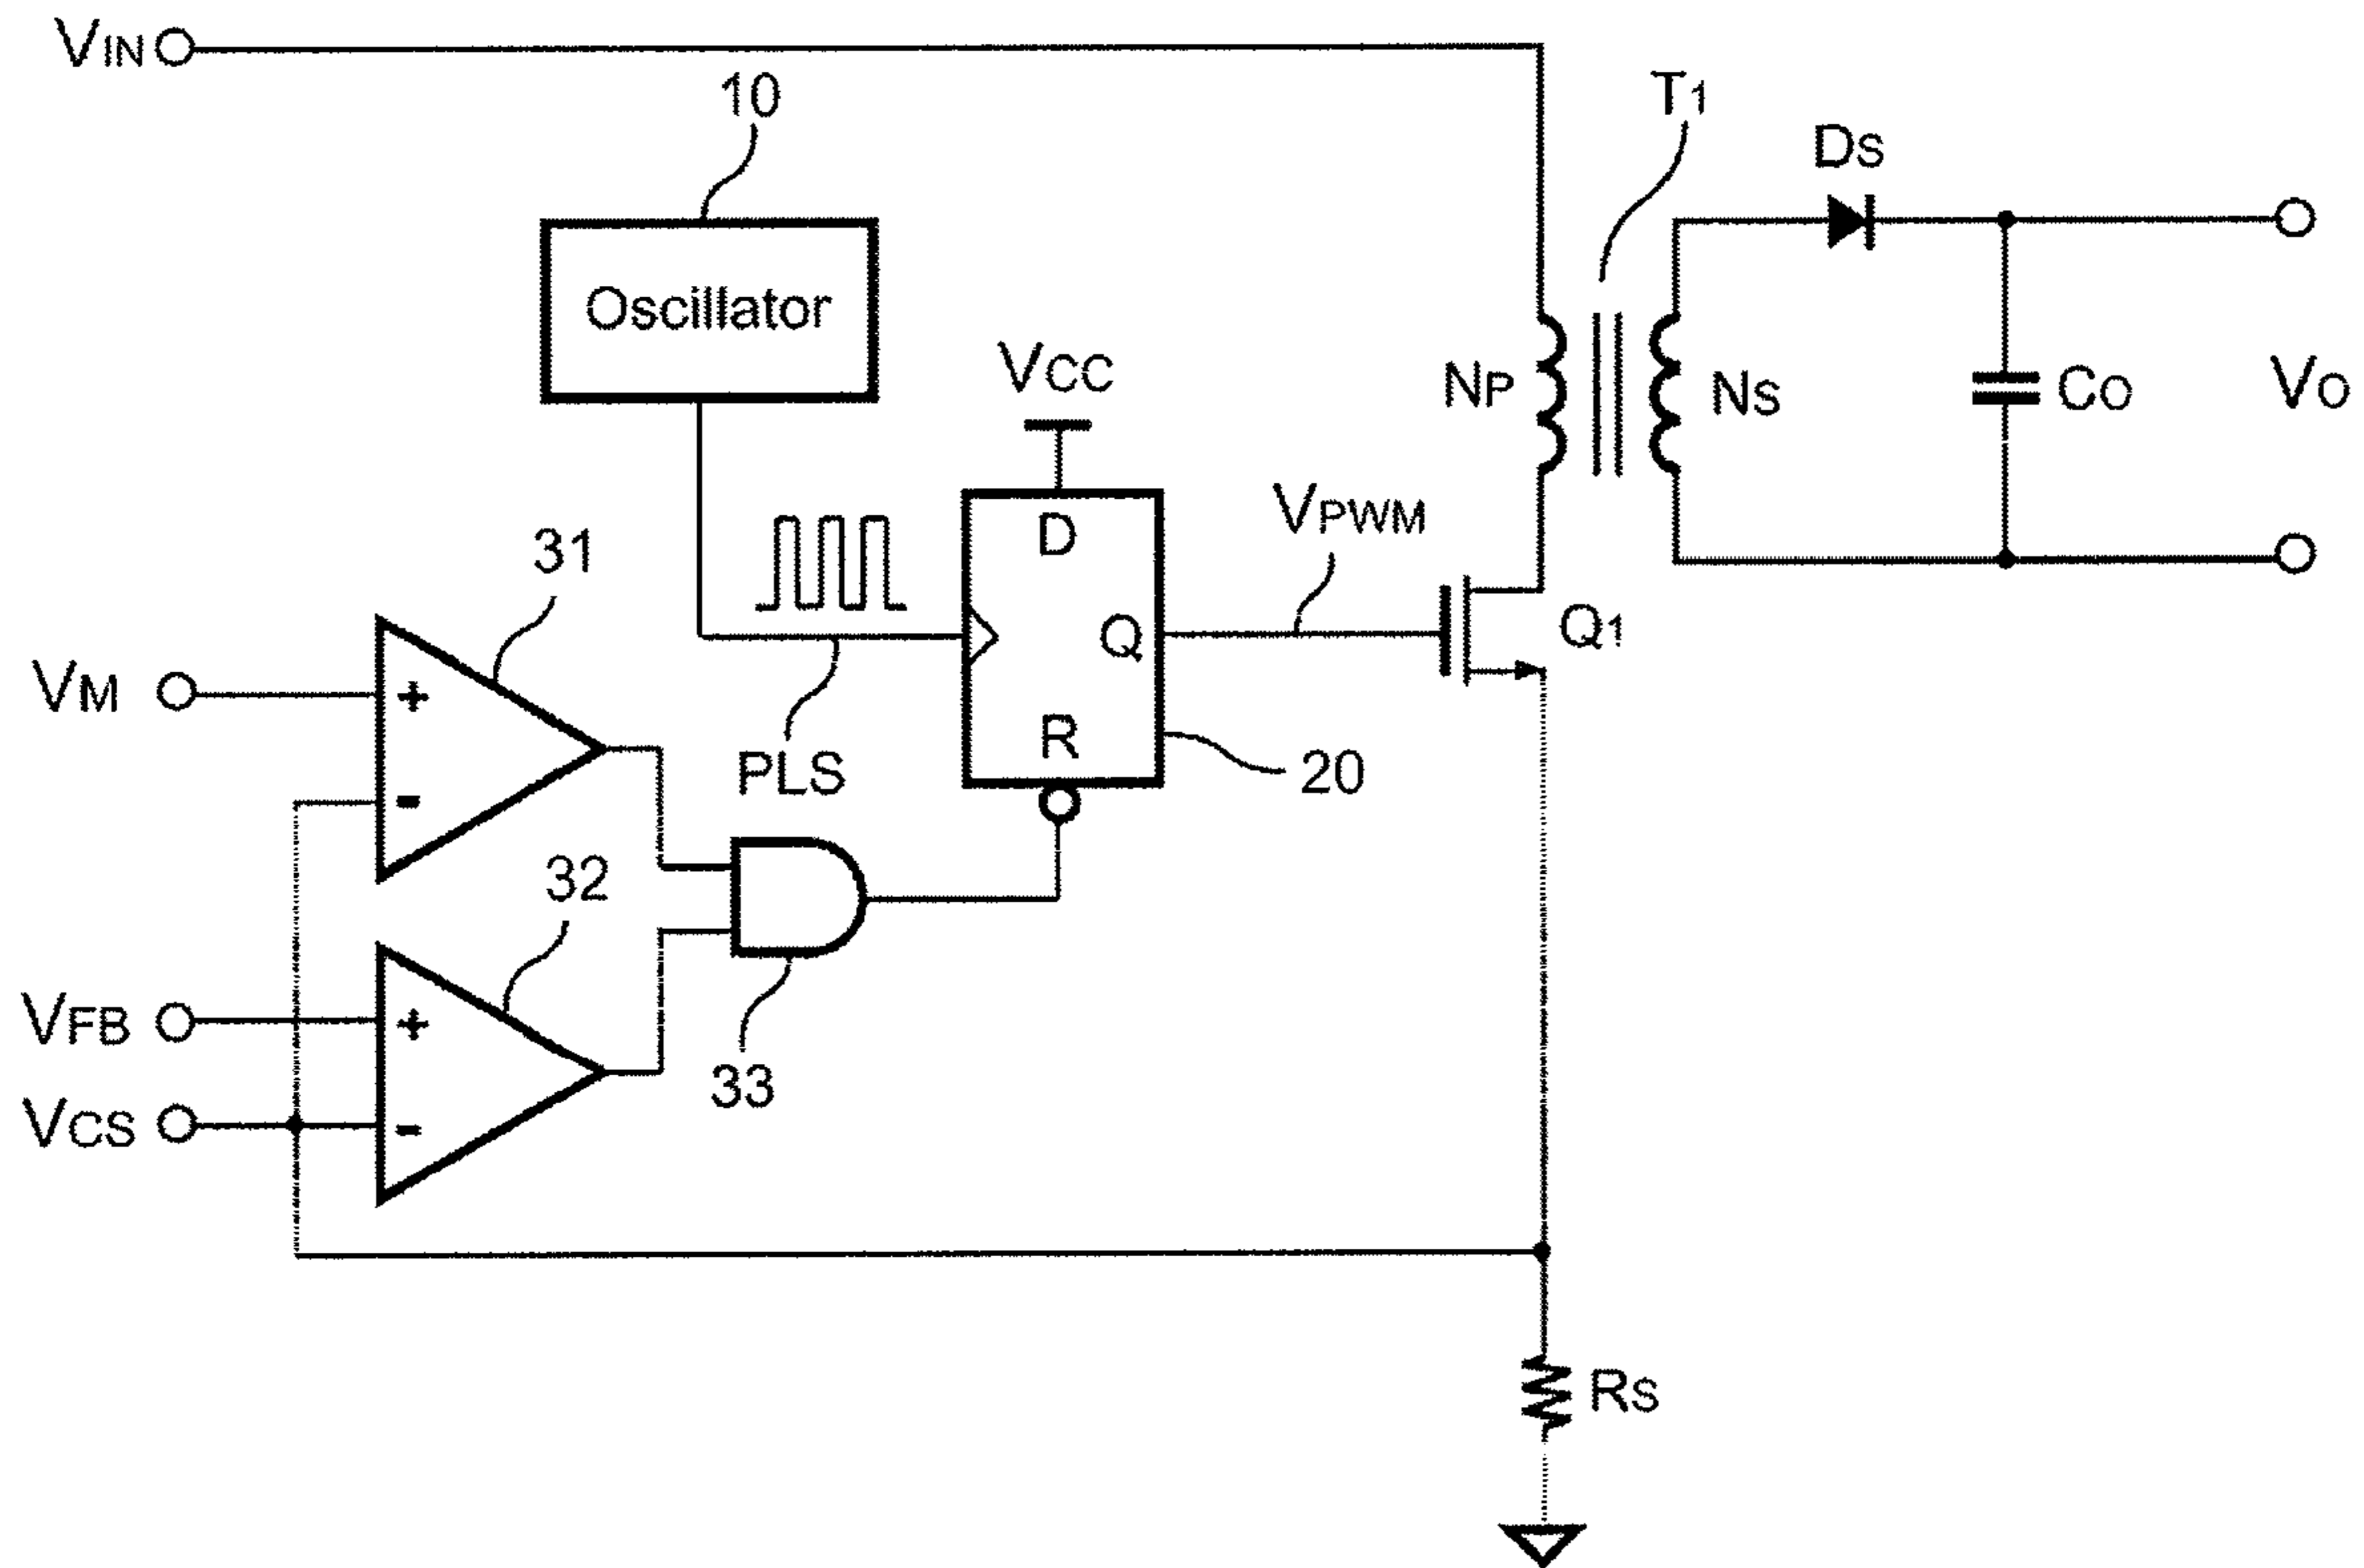 VIN
10
T1
DS
Oscillator
VCC
NP
NS
CO
VO
31
D
VPWM
Q
Q1
VM
+
-
PLS
R
20
32
33
VFB
+
VCS
-
RS